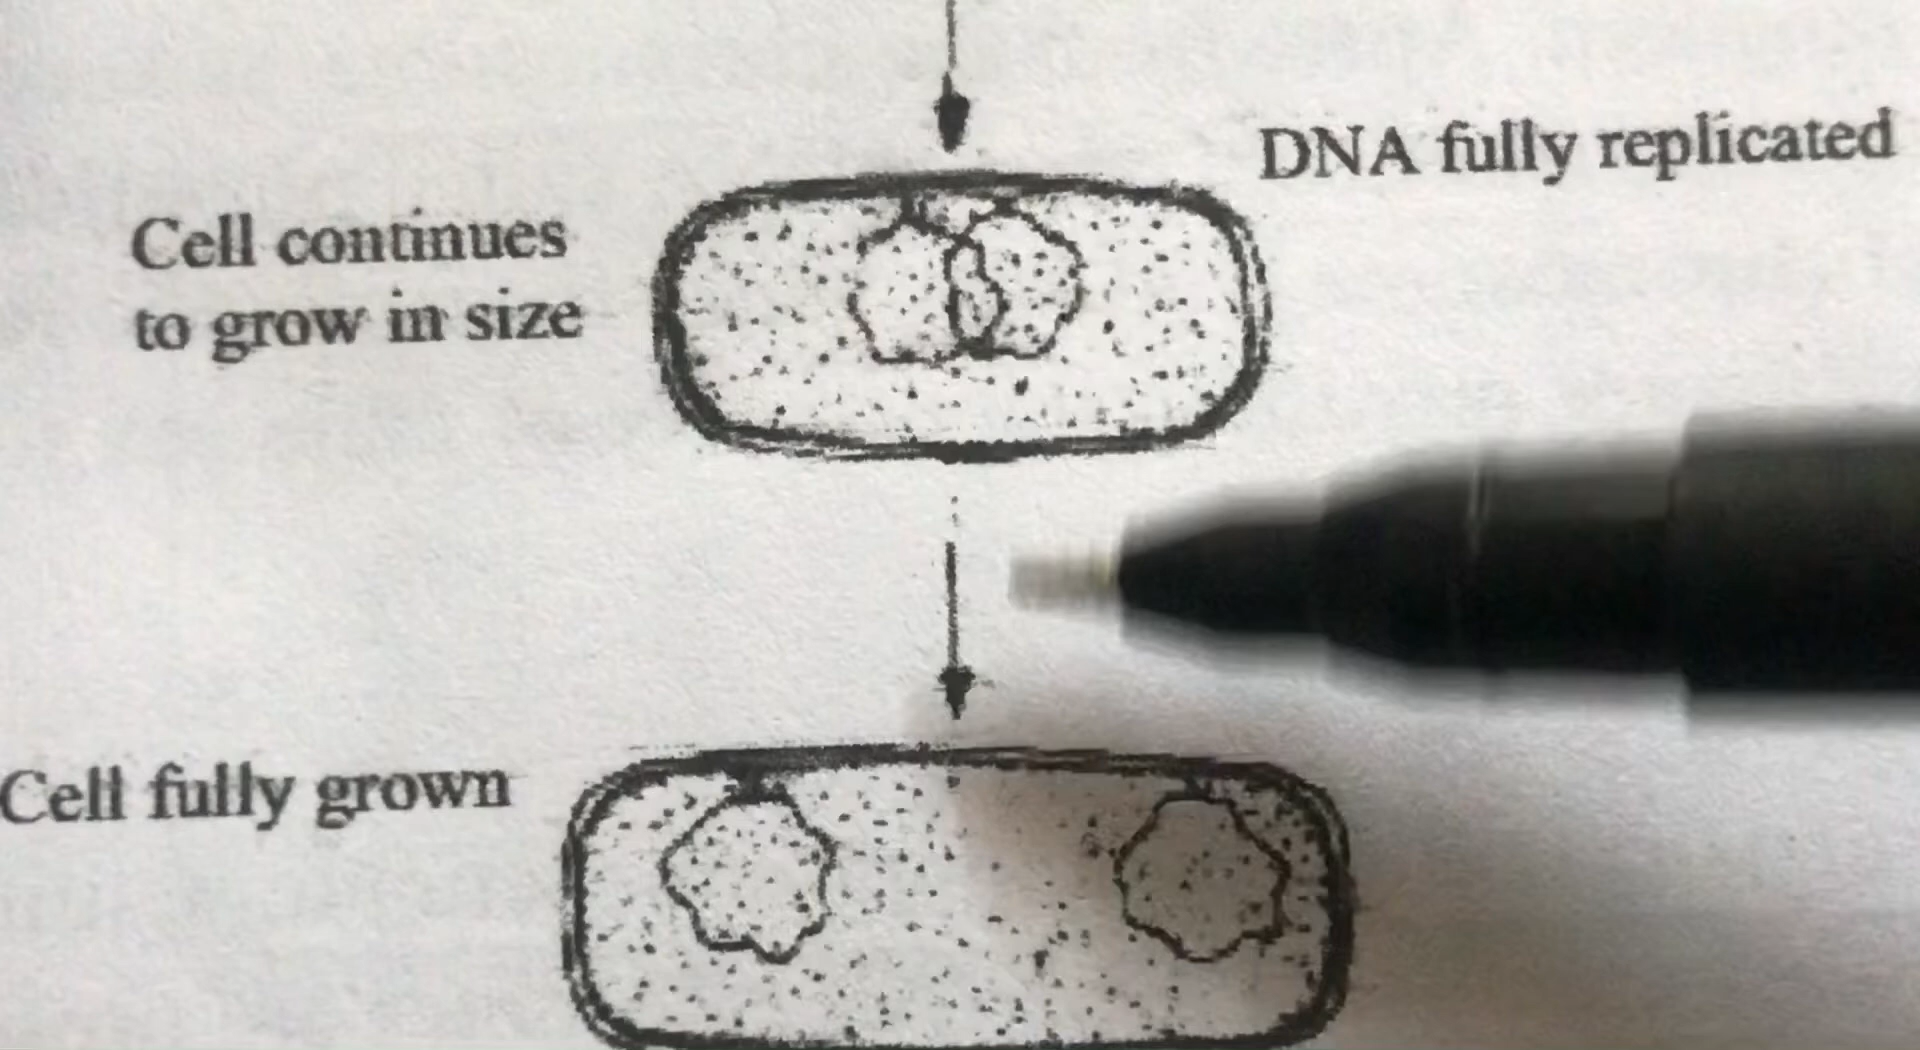 DNA fully replicated
Cell continues
to grow in size
Cell fully grown